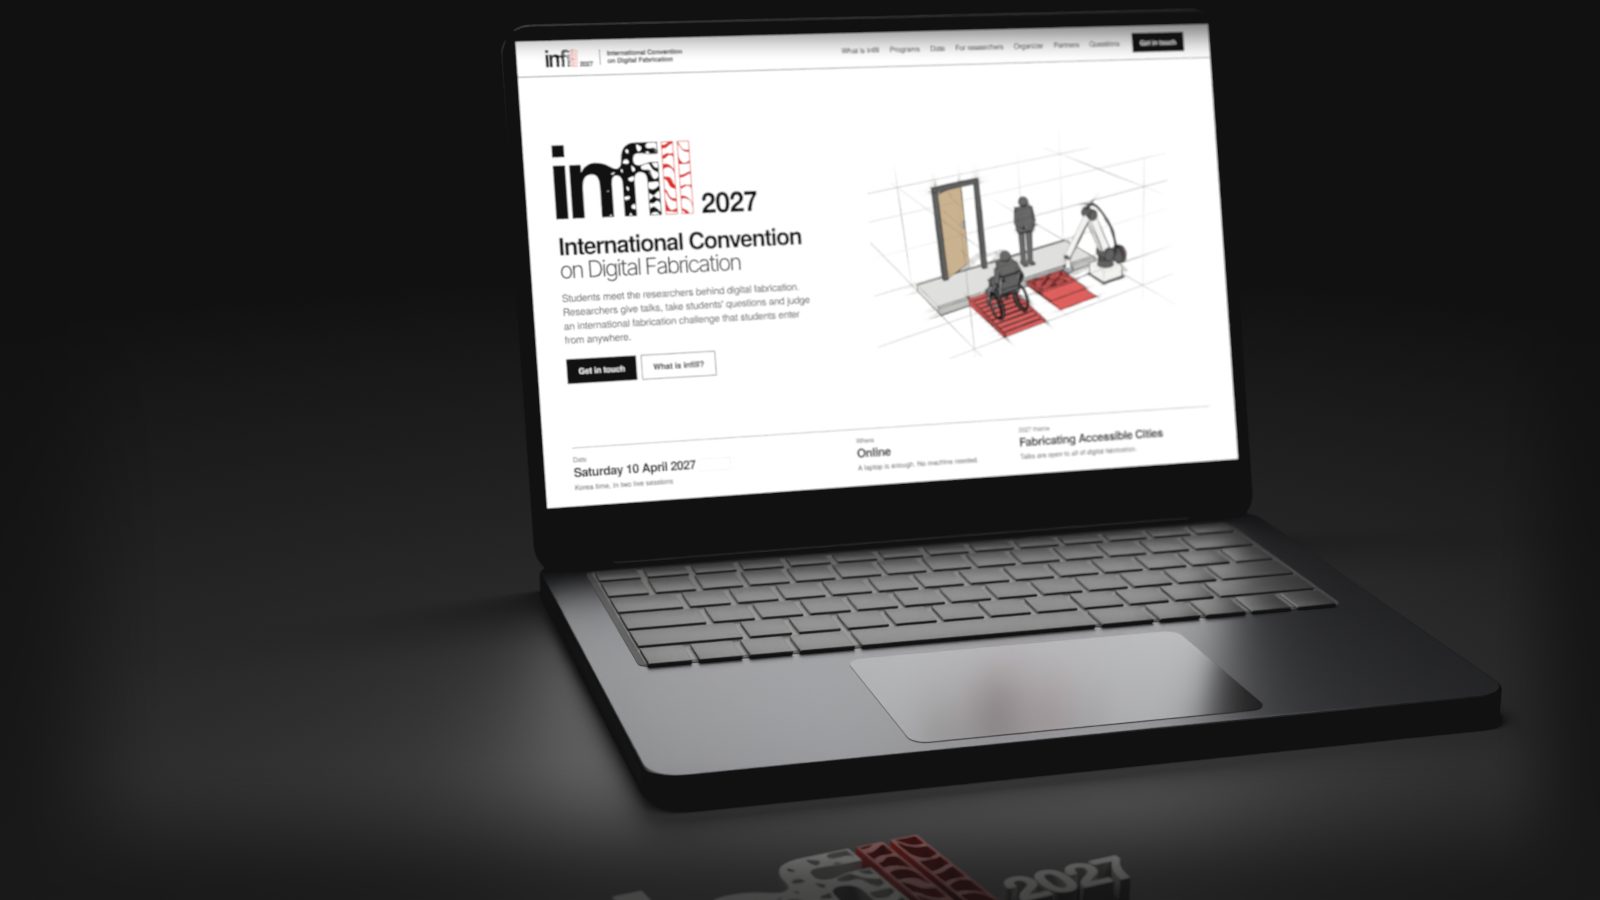 infill 2027
International Convention
on Digital Fabrication
What is infill
Programs
Date
For researchers
Organizer
Partners
Questions
Get in touch
infill 2027
International Convention
on Digital Fabrication
Students meet the researchers behind digital fabrication.
Researchers give talks, take students' questions and judge
an international fabrication challenge that students enter
from anywhere.
Get in touch
What is infill?
Date
Saturday 10 April 2027
Korea time, in two live sessions
Where
Online
A laptop is enough. No machine needed.
2027 theme
Fabricating Accessible Cities
Talks are open to all of digital fabrication.
2027